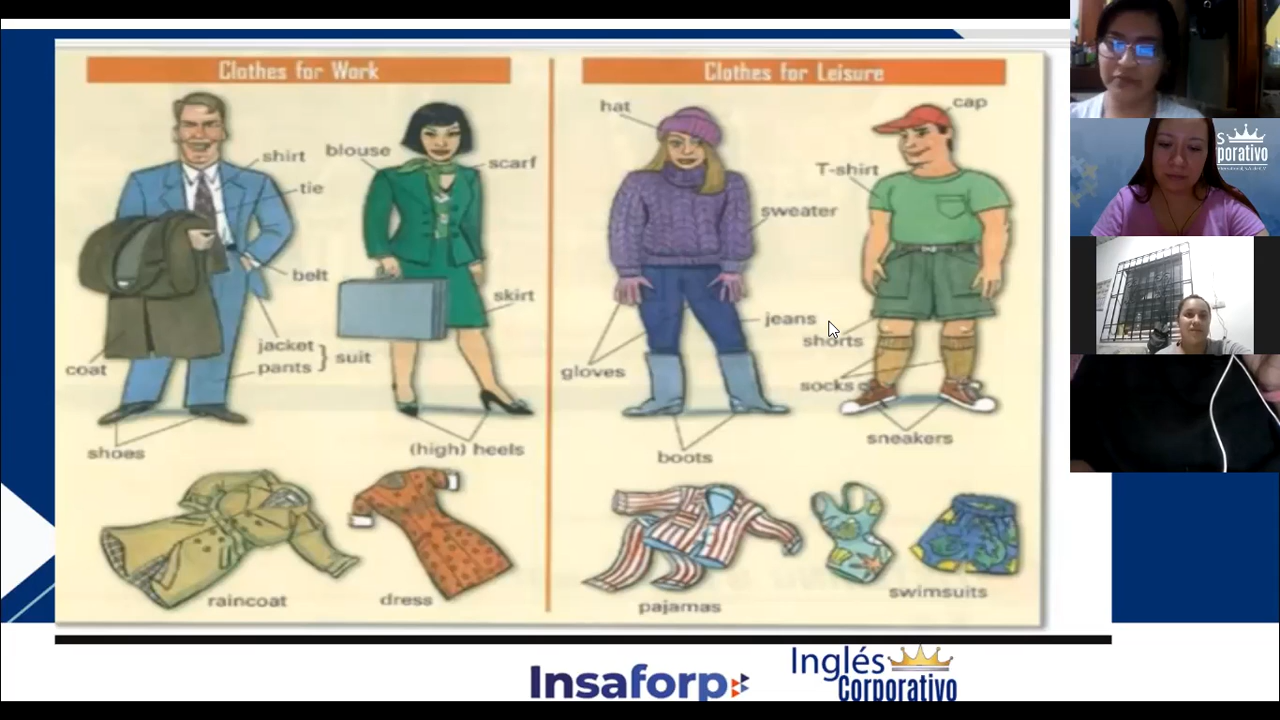 Clothes for Work
shirt
blouse
scarf
tie
belt
skirt
jacket
pants
suit
coat
shoes
(high) heels
raincoat
dress
Clothes for Leisure
hat
cap
T-shirt
sweater
jeans
shorts
gloves
socks
sneakers
boots
pajamas
swimsuits
Insaforp
Inglés
Corporativo
S
porativo